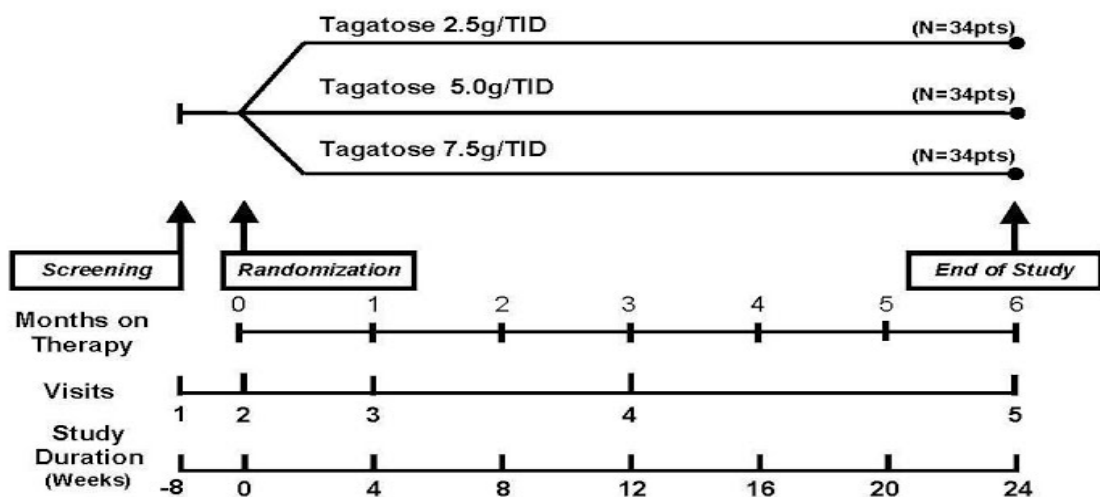 Tagatose 2.5g/TID (N=34pts)
Tagatose 5.0g/TID (N=34pts)
Tagatose 7.5g/TID (N=34pts)
Screening Randomization End of Study
0 1 2 3 4 5 6
Months on
Therapy
Visits
1 2 3 4 5
Study
Duration
(Weeks)
-8 0 4 8 12 16 20 24